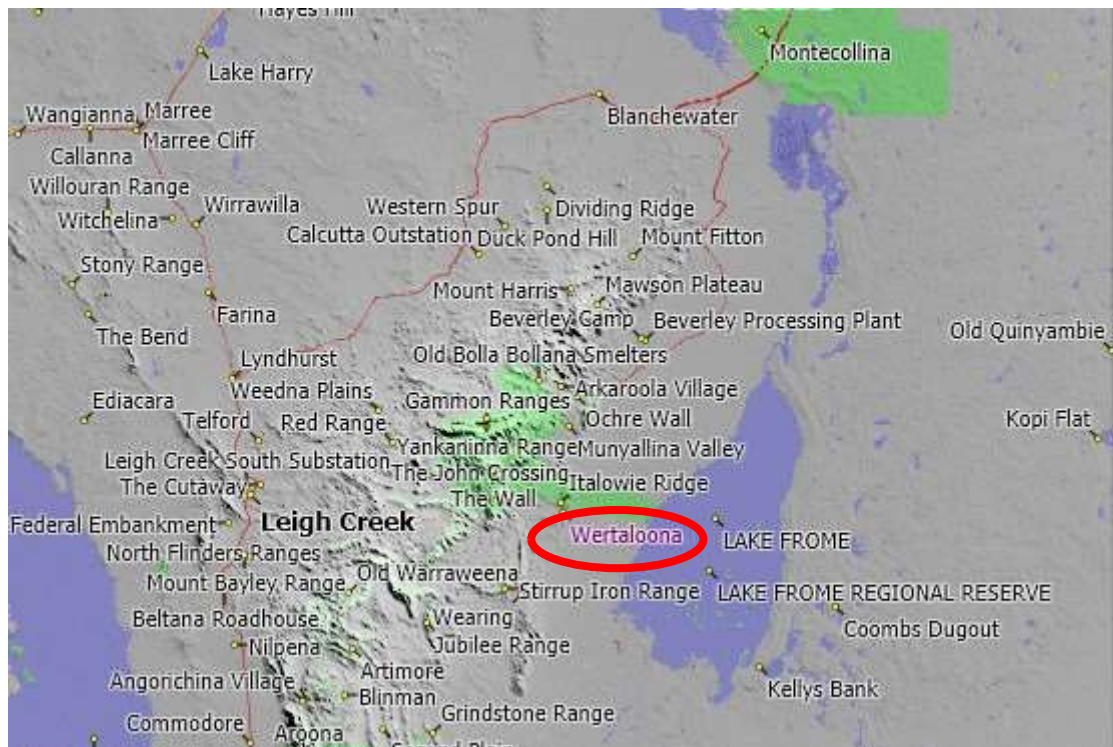 Hayes Hill
Montecollina
Lake Harry
Wangianna
Marree
Blanchewater
Marree Cliff
Callanna
Willouran Range
Witchelina
Wirrawilla
Western Spur
Dividing Ridge
Calcutta Outstation
Duck Pond Hill
Mount Fitton
Stony Range
Mount Harris
Mawson Plateau
Farina
Beverley Camp
Beverley Processing Plant
The Bend
Old Quinyambie
Lyndhurst
Old Bolla Bollana Smelters
Weedna Plains
Arkaroola Village
Ediacara
Gammon Ranges
Telford
Red Range
Ochre Wall
Kopi Flat
Yankaninna Range
Munyallina Valley
Leigh Creek South Substation
The John Crossing
The Cutaway
The Wall
Italowie Ridge
Federal Embankment
Leigh Creek
Wertaloona
LAKE FROME
North Flinders Ranges
Mount Bayley Range
Old Warraweena
Stirrup Iron Range
LAKE FROME REGIONAL RESERVE
Beltana Roadhouse
Wearing
Coombs Dugout
Nilpena
Jubilee Range
Artimore
Angorichina Village
Blinman
Kellys Bank
Commodore
Aroona
Grindstone Range